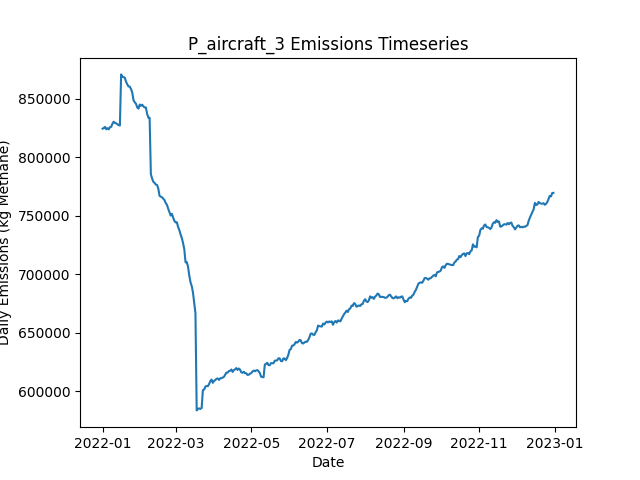 P_aircraft_3 Emissions Timeseries
Daily Emissions (kg Methane)
850000
800000
750000
700000
650000
600000
2022-01 2022-03 2022-05 2022-07 2022-09 2022-11 2023-01
Date